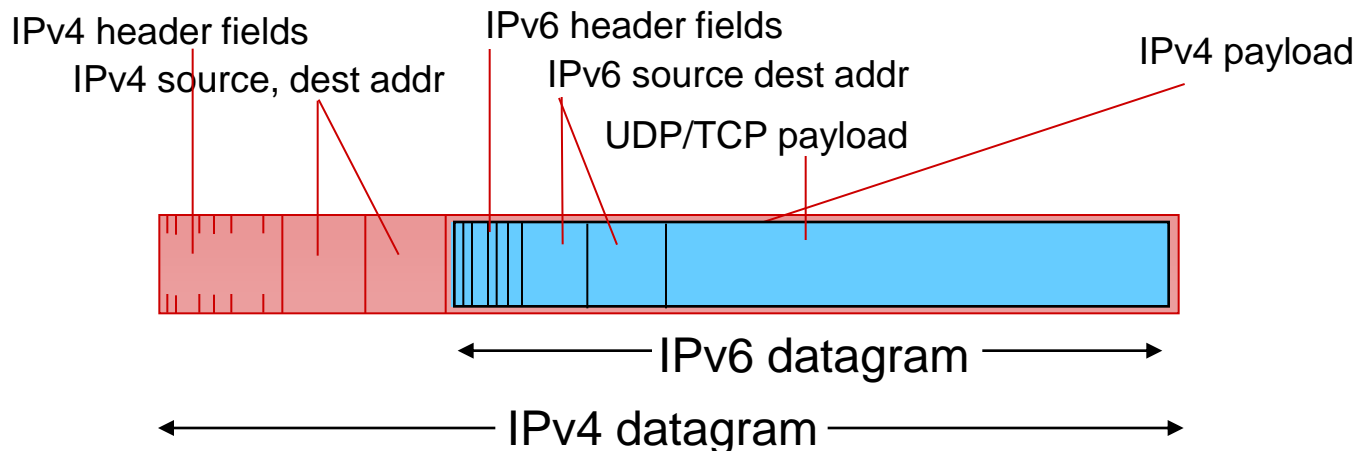 IPv4 header fields
IPv6 header fields
IPv4 payload
IPv4 source, dest addr
IPv6 source dest addr
UDP/TCP payload
IPv6 datagram
IPv4 datagram